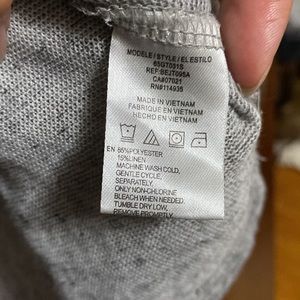 MODELE / STYLE / EL ESTILO
65GT031S
REF:BEJT095A
CA#07021
RN#114935
MADE IN VIETNAM
FABRIQUE EN VIETNAM
HECHO EN VIETNAM
EN 85%POLYESTER
15%LINEN
MACHINE WASH COLD,
GENTLE CYCLE,
SEPARATELY,
ONLY NON-CHLORINE
BLEACH WHEN NEEDED,
TUMBLE DRY LOW,
REMOVE PROMPTLY.